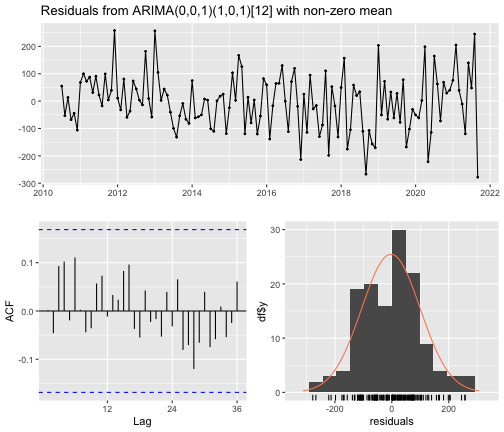 Residuals from ARIMA(0,0,1)(1,0,1)[12] with non-zero mean
200
100
0
-100
-200
-300
2010 2012 2014 2016 2018 2020 2022
ACF
0.1
0.0
-0.1
12 24 36
Lag
df$y
30
20
10
0
-200 0 200
residuals